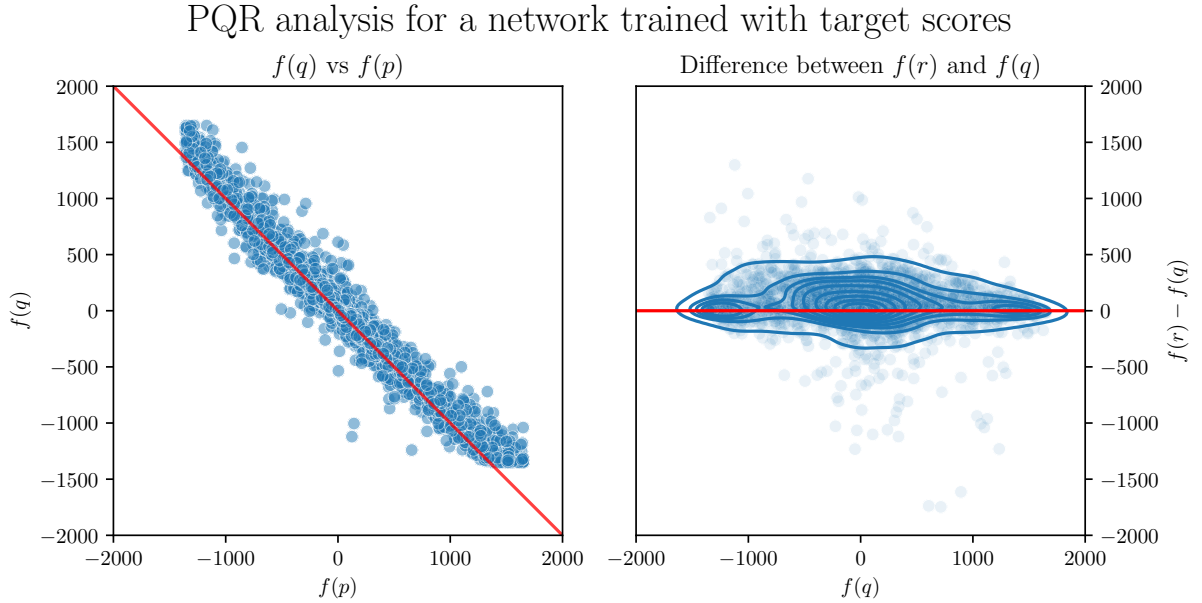 PQR analysis for a network trained with target scores
f(q) vs f(p)
2000
1500
1000
500
0
−500
−1000
−1500
−2000
f(q)
−2000 −1000 0 1000 2000
f(p)
Difference between f(r) and f(q)
2000
1500
1000
500
0
−500
−1000
−1500
−2000
f(r) − f(q)
−2000 −1000 0 1000 2000
f(q)